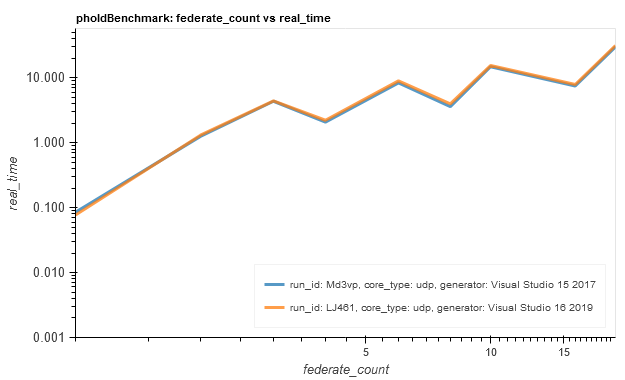 pholdBenchmark: federate_count vs real_time
10.000
1.000
0.100
0.010
0.001
real_time
run_id: Md3vp, core_type: udp, generator: Visual Studio 15 2017
run_id: LJ461, core_type: udp, generator: Visual Studio 16 2019
5
10
15
federate_count